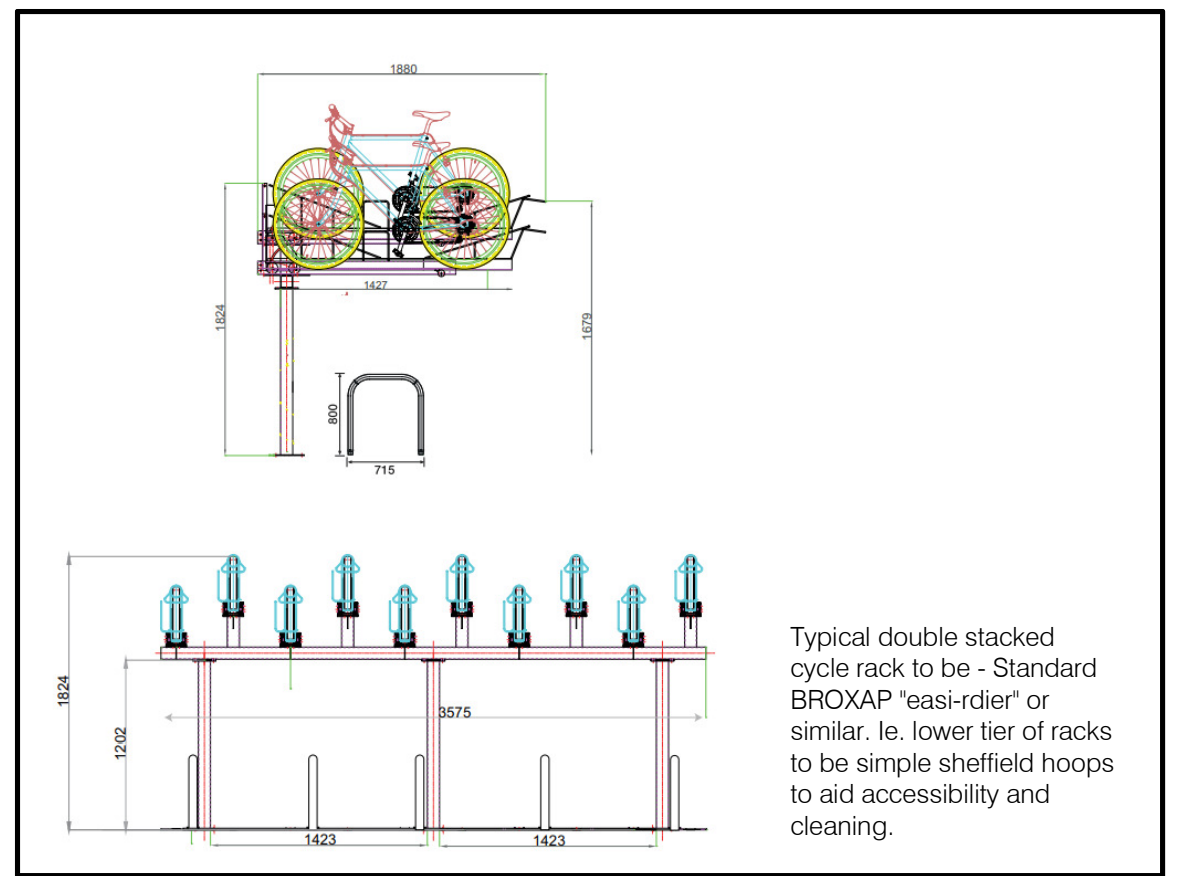 1880
1427
1824
1679
800
715
1824
3575
1202
1423
1423
Typical double stacked
cycle rack to be - Standard
BROXAP "easi-rdier" or
similar. Ie. lower tier of racks
to be simple sheffield hoops
to aid accessibility and
cleaning.